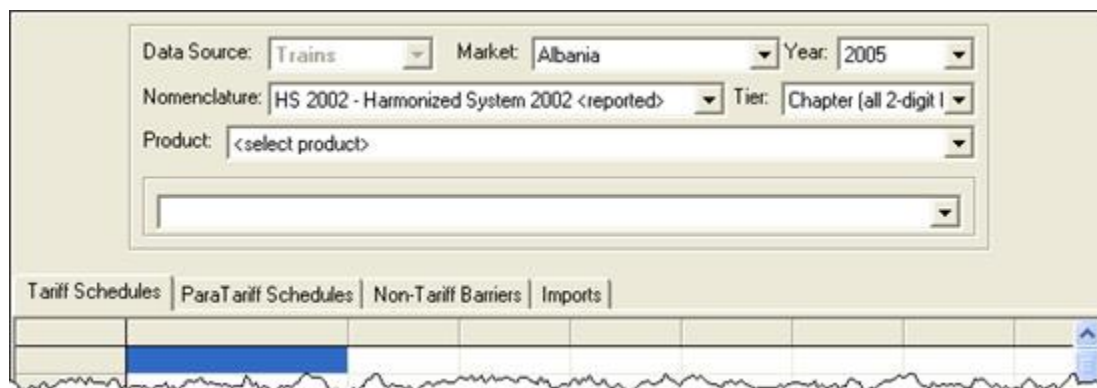 Data Source: Trains Market: Albania Year: 2005
Nomenclature: HS 2002 - Harmonized System 2002 <reported> Tier: Chapter (all 2-digit l
Product: <select product>
Tariff Schedules ParaTariff Schedules Non-Tariff Barriers Imports